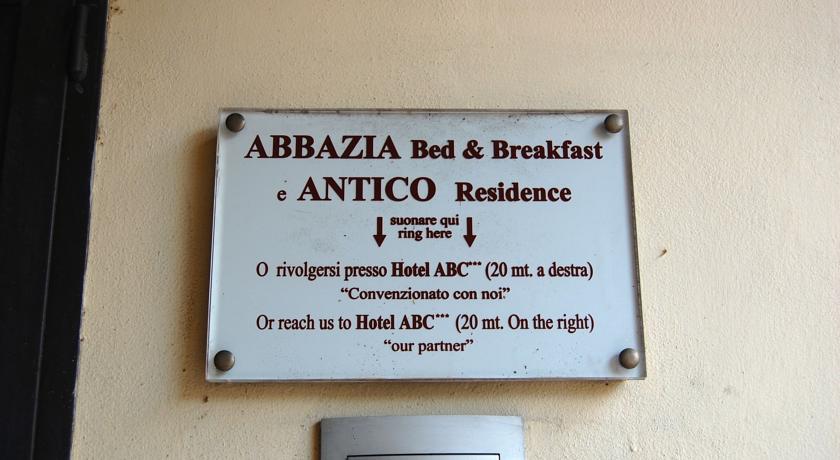 ABBAZIA Bed & Breakfast
e ANTICO Residence
suonare qui
ring here
O rivolgersi presso Hotel ABC*** (20 mt. a destra)
“Convenzionato con noi”
Or reach us to Hotel ABC*** (20 mt. On the right)
“our partner”